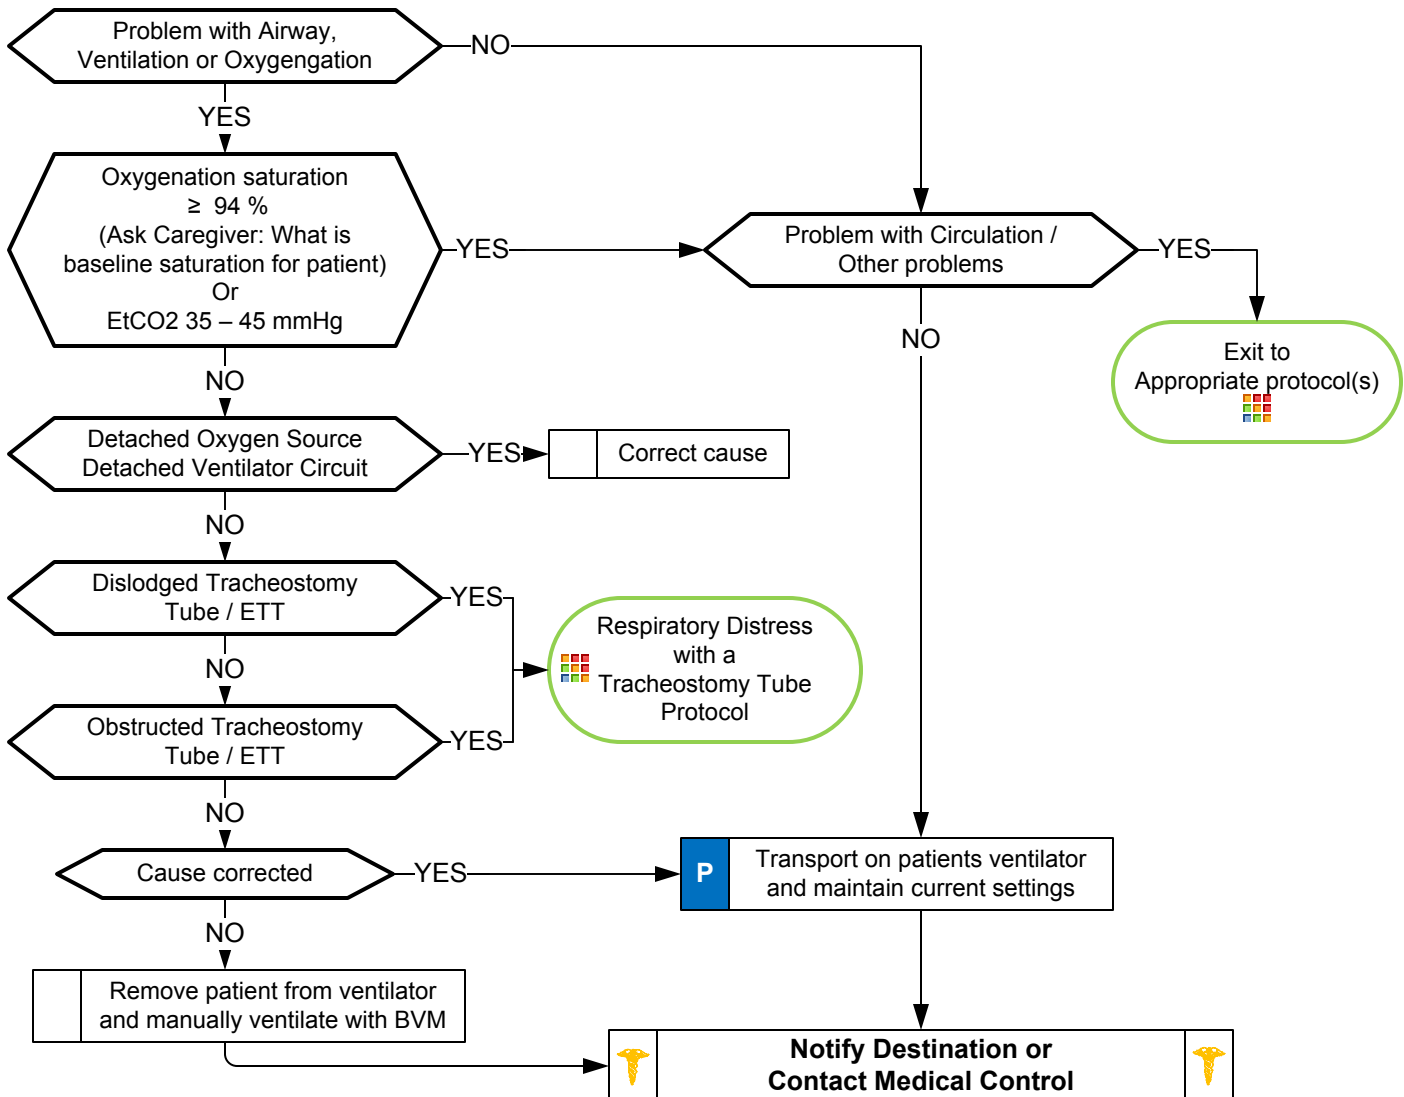 Problem with Airway,
Ventilation or Oxygengation
NO
YES
Oxygenation saturation
≥ 94 %
(Ask Caregiver: What is
baseline saturation for patient)
Or
EtCO2 35 – 45 mmHg
YES
Problem with Circulation /
Other problems
YES
NO
Exit to
Appropriate protocol(s)
NO
Detached Oxygen Source
Detached Ventilator Circuit
YES
Correct cause
NO
Dislodged Tracheostomy
Tube / ETT
YES
Respiratory Distress
with a
Tracheostomy Tube
Protocol
NO
Obstructed Tracheostomy
Tube / ETT
YES
NO
Cause corrected
YES
P
Transport on patients ventilator
and maintain current settings
NO
Remove patient from ventilator
and manually ventilate with BVM
Notify Destination or
Contact Medical Control